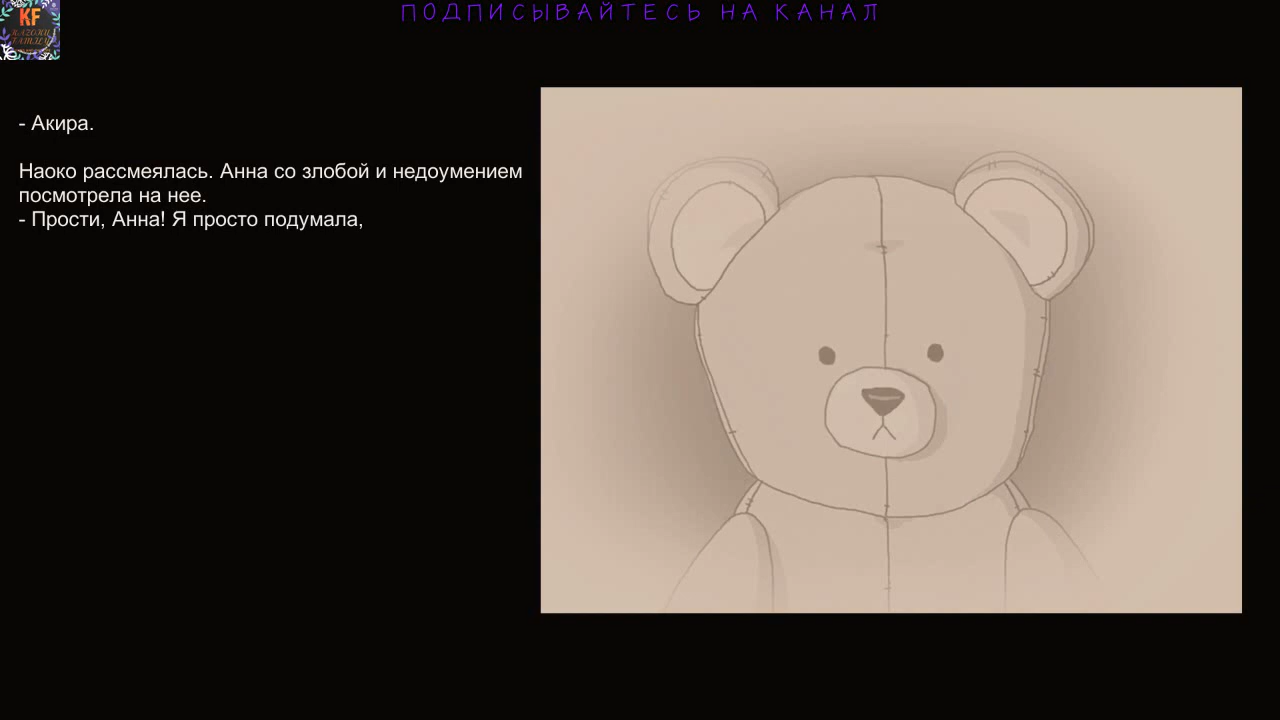 ПОДПИСЫВАЙТЕСЬ НА КАНАЛ
KF
- Акира.
Наоко рассмеялась. Анна со злобой и недоумением
посмотрела на нее.
- Прости, Анна! Я просто подумала,